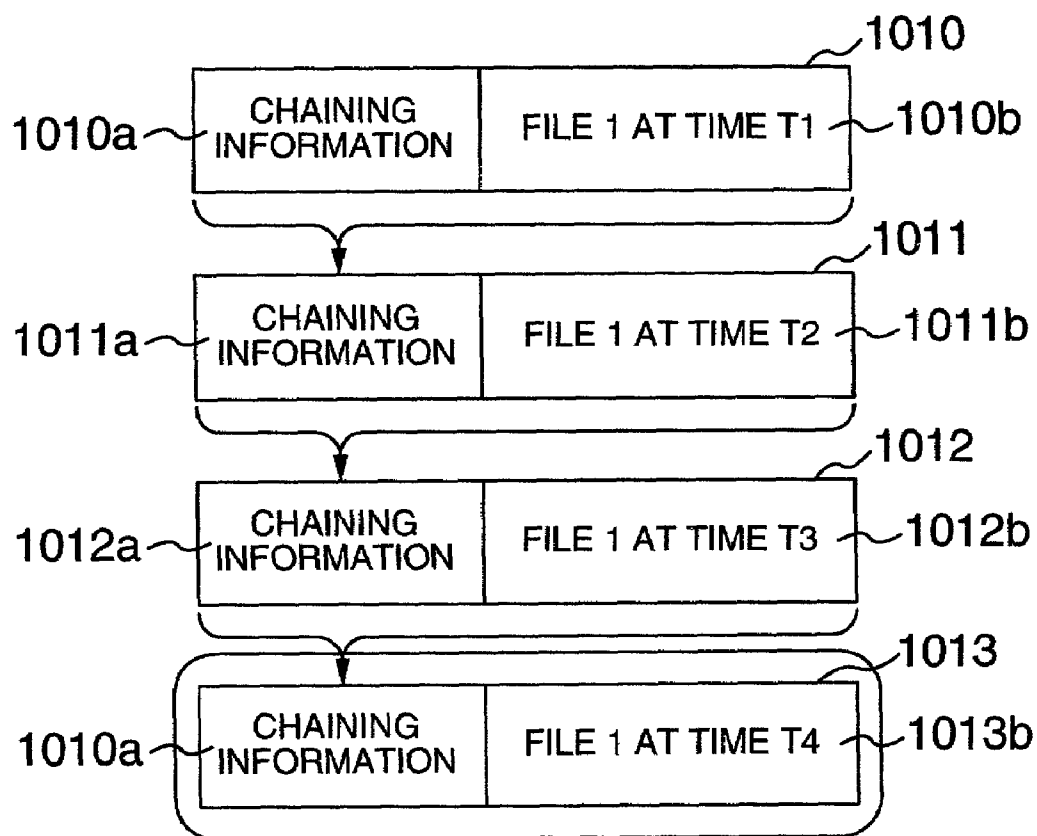 1010
1010a
CHAINING
INFORMATION
FILE 1 AT TIME T1
1010b
1011
1011a
CHAINING
INFORMATION
FILE 1 AT TIME T2
1011b
1012
1012a
CHAINING
INFORMATION
FILE 1 AT TIME T3
1012b
1013
1010a
CHAINING
INFORMATION
FILE 1 AT TIME T4
1013b